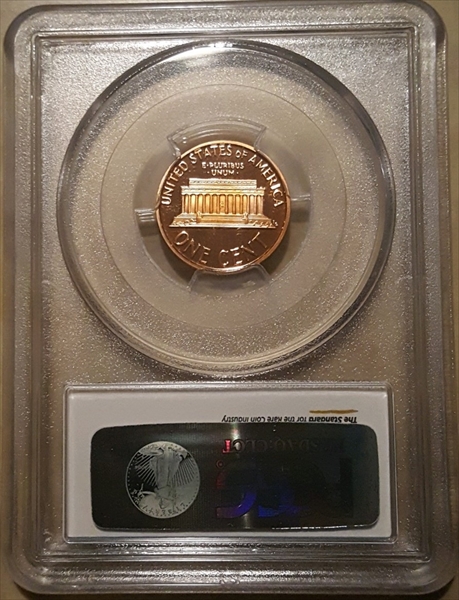 UNITED STATES OF AMERICA
E·PLURIBUS
·UNUM·
ONE CENT
The Standard for the Rare Coin Industry